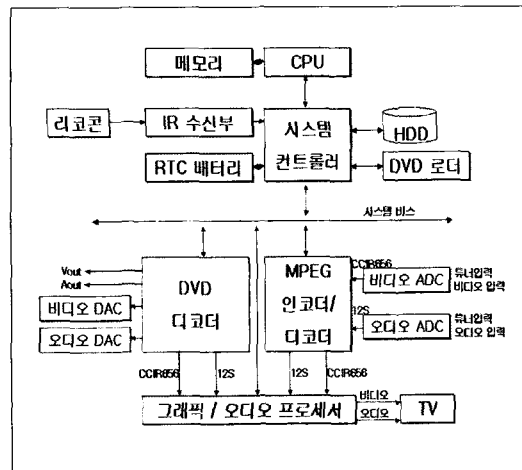 메모리
CPU
리코콘
IR 수신부
시스템
컨트롤러
HDD
RTC 배터리
DVD 로더
시스템 버스
Vout
Aout
DVD
디코더
MPEG
인코더/
디코더
CCIR656
비디오 ADC
튜너입력
비디오 입력
비디오 DAC
12S
오디오 ADC
튜너입력
오디오 입력
오디오 DAC
CCIR656
12S
12S
CCIR656
그래픽 / 오디오 프로세서
비디오
오디오
TV